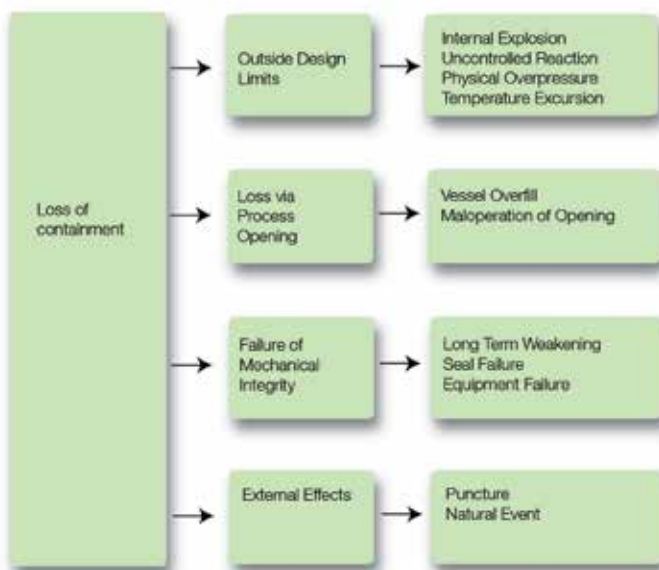 Loss of
containment
Outside Design
Limits
Internal Explosion
Uncontrolled Reaction
Physical Overpressure
Temperature Excursion
Loss via
Process
Opening
Vessel Overfill
Maloperation of Opening
Failure of
Mechanical
Integrity
Long Term Weakening
Seal Failure
Equipment Failure
External Effects
Puncture
Natural Event